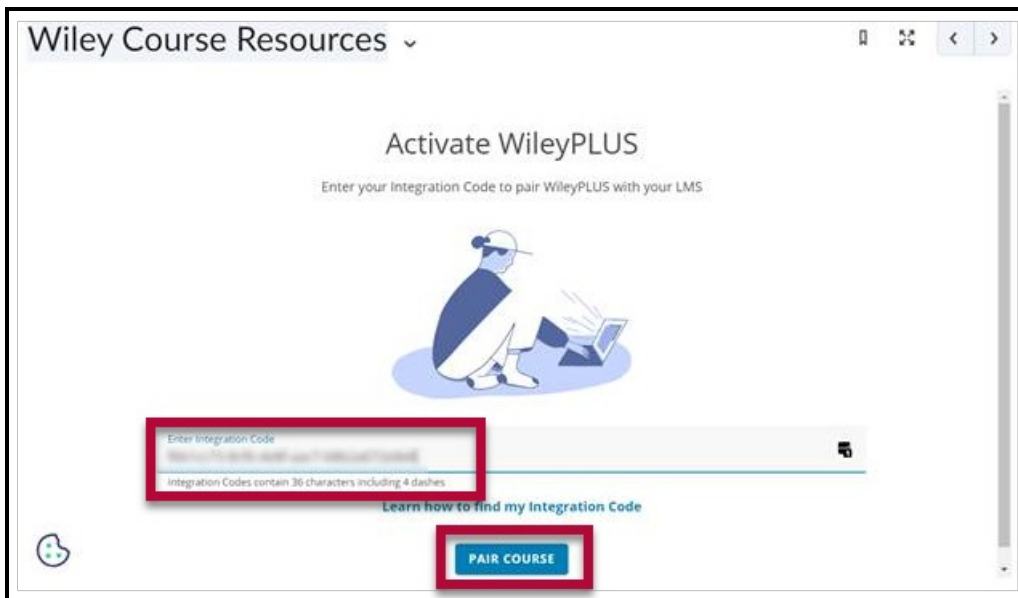 Wiley Course Resources
Activate WileyPLUS
Enter your Integration Code to pair WileyPLUS with your LMS
Enter Integration Code
Integration Codes contain 36 characters including 4 dashes
Learn how to find my Integration Code
PAIR COURSE